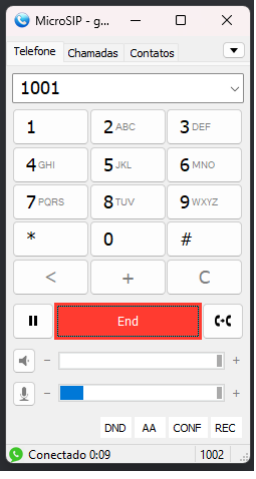 MicroSIP - g...
Telefone Chamadas Contatos
1001
1 2 ABC 3 DEF
4 GHI 5 JKL 6 MNO
7 PQRS 8 TUV 9 WXYZ
* 0 #
< + C
End
- +
- +
DND AA CONF REC
Conectado 0:09 1002